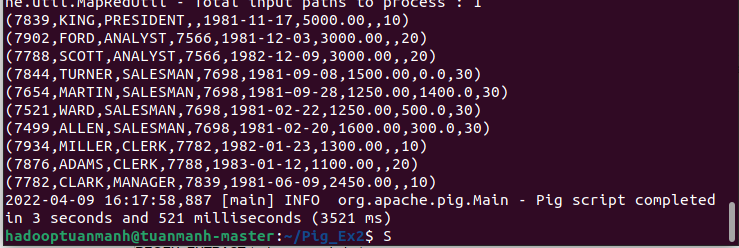 ne.util.MapRedUtil - Total input paths to process : 1
(7839,KING,PRESIDENT,,1981-11-17,5000.00,,10)
(7902,FORD,ANALYST,7566,1981-12-03,3000.00,,20)
(7788,SCOTT,ANALYST,7566,1982-12-09,3000.00,,20)
(7844,TURNER,SALESMAN,7698,1981-09-08,1500.00,0.0,30)
(7654,MARTIN,SALESMAN,7698,1981-09-28,1250.00,1400.0,30)
(7521,WARD,SALESMAN,7698,1981-02-22,1250.00,500.0,30)
(7499,ALLEN,SALESMAN,7698,1981-02-20,1600.00,300.0,30)
(7934,MILLER,CLERK,7782,1982-01-23,1300.00,,10)
(7876,ADAMS,CLERK,7788,1983-01-12,1100.00,,20)
(7782,CLARK,MANAGER,7839,1981-06-09,2450.00,,10)
2022-04-09 16:17:58,887 [main] INFO  org.apache.pig.Main - Pig script completed
in 3 seconds and 521 milliseconds (3521 ms)
hadooptuanmanh@tuanmanh-master:~/Pig_Ex2$ S